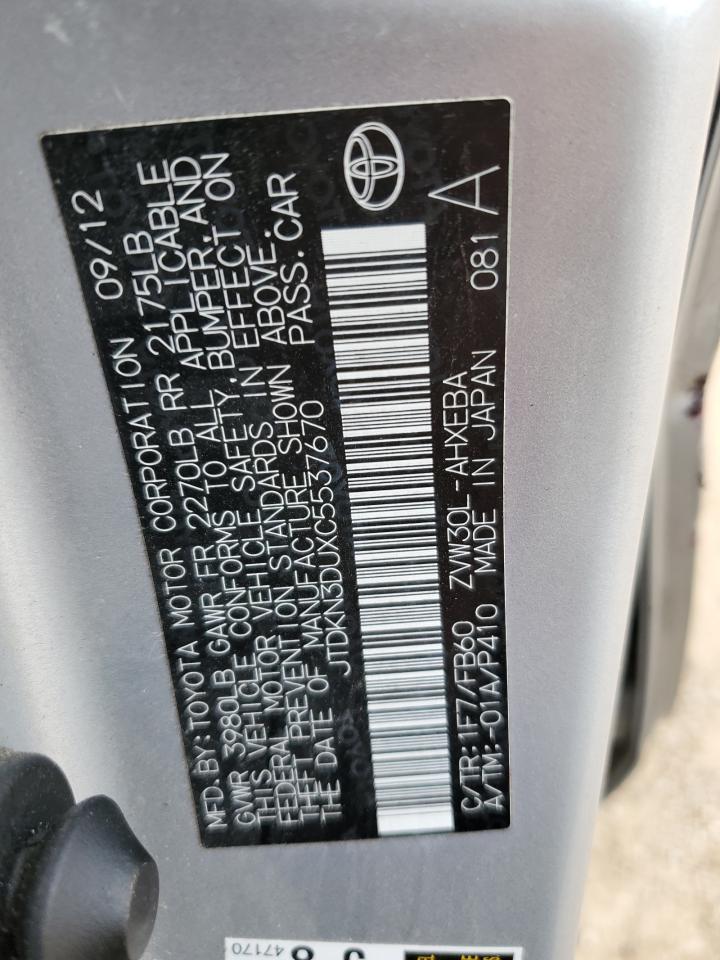 MFD.BY:TOYOTA MOTOR CORPORATION 09/12
GVWR 3980LB GAWR FR 2270LB RR 2175LB
THIS VEHICLE CONFORMS TO ALL APPLICABLE
FEDERAL MOTOR VEHICLE SAFETY,BUMPER,AND
THEFT PREVENTION STANDARDS IN EFFECT ON
THE DATE OF MANUFACTURE SHOWN ABOVE.
JTDKN3DUXC5537670 PASS.CAR
C/TR:1F7/FB60 ZVW30L-AHXEBA
A/TM:-01A/P410 MADE IN JAPAN 081 A
47170